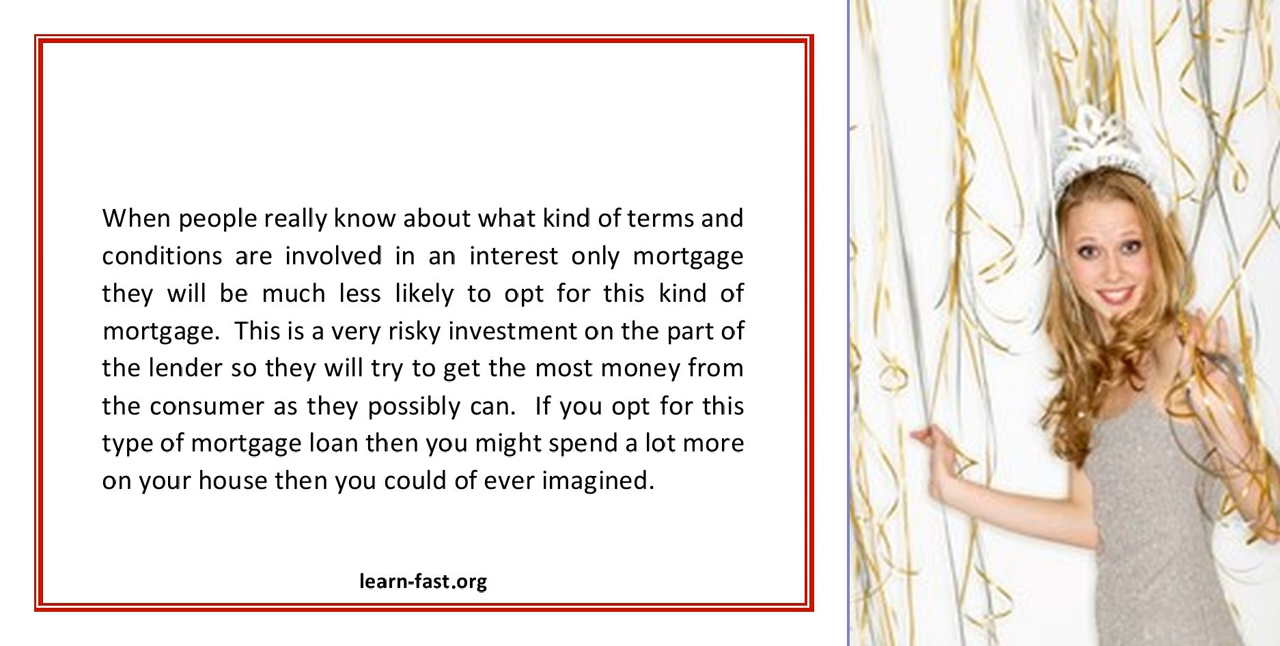 When people really know about what kind of terms and
conditions are involved in an interest only mortgage
they will be much less likely to opt for this kind of
mortgage.  This is a very risky investment on the part of
the lender so they will try to get the most money from
the consumer as they possibly can.  If you opt for this
type of mortgage loan then you might spend a lot more
on your house then you could of ever imagined.
learn-fast.org